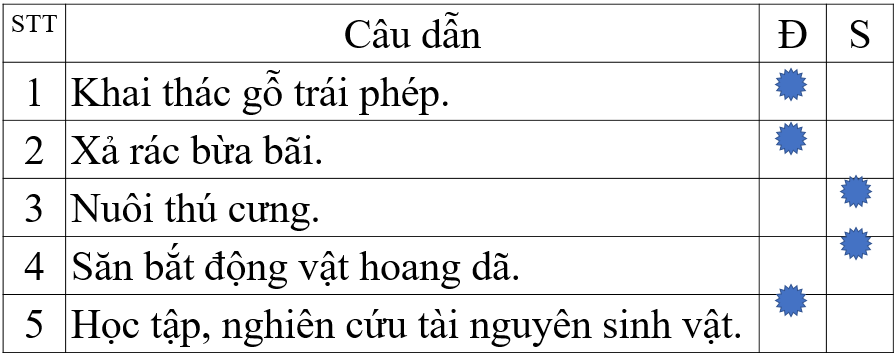 STT Câu dẫn Đ S
1 Khai thác gỗ trái phép.
2 Xả rác bừa bãi.
3 Nuôi thú cưng.
4 Săn bắt động vật hoang dã.
5 Học tập, nghiên cứu tài nguyên sinh vật.